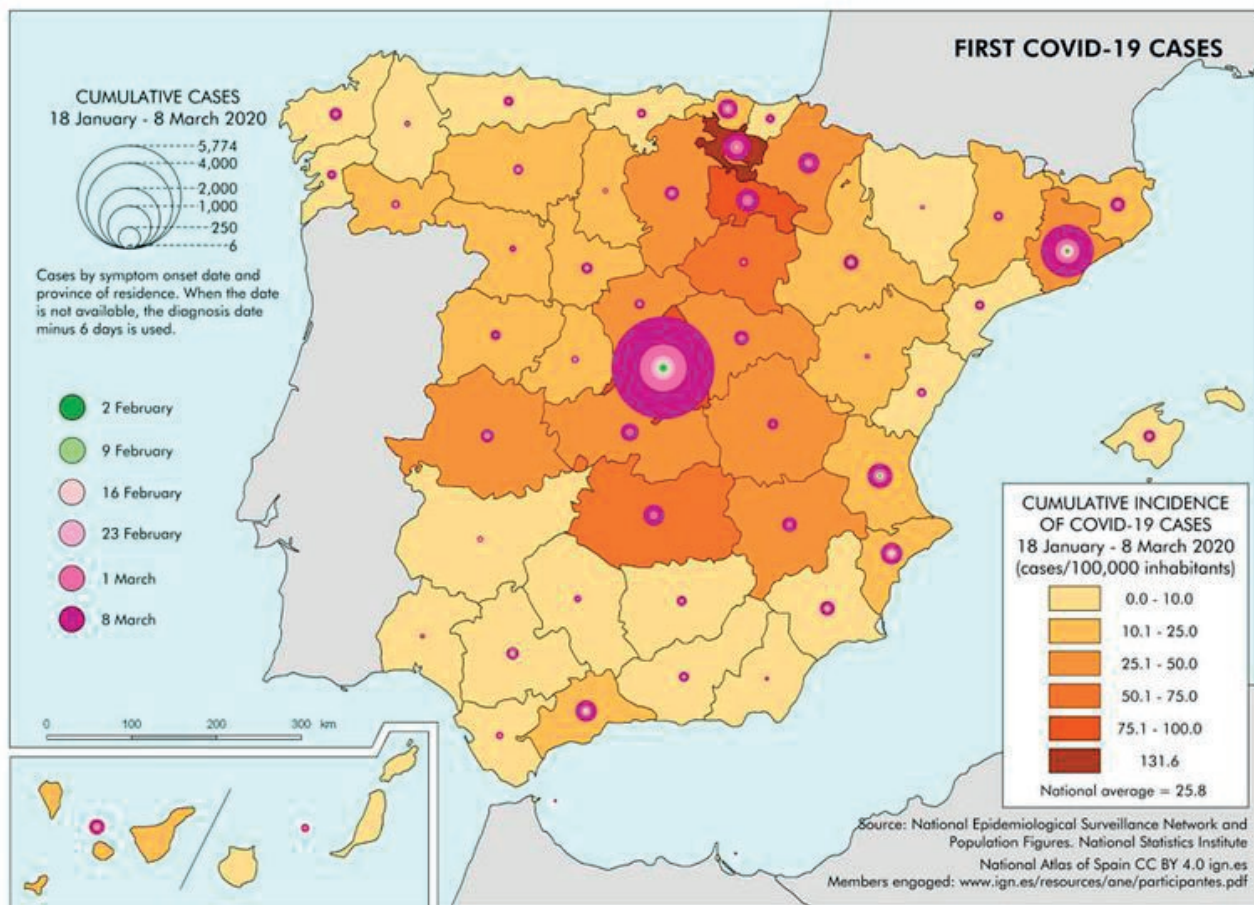 FIRST COVID-19 CASES
CUMULATIVE CASES
18 January - 8 March 2020
5,774
4,000
2,000
1,000
250
6
Cases by symptom onset date and
province of residence. When the date
is not available, the diagnosis date
minus 6 days is used.
2 February
9 February
16 February
23 February
1 March
8 March
0 100 200 300 km
CUMULATIVE INCIDENCE
OF COVID-19 CASES
18 January - 8 March 2020
(cases/100,000 inhabitants)
0.0 - 10.0
10.1 - 25.0
25.1 - 50.0
50.1 - 75.0
75.1 - 100.0
131.6
National average = 25.8
Source: National Epidemiological Surveillance Network and
Population Figures. National Statistics Institute
National Atlas of Spain CC BY 4.0 ign.es
Members engaged: www.ign.es/resources/ane/participantes.pdf